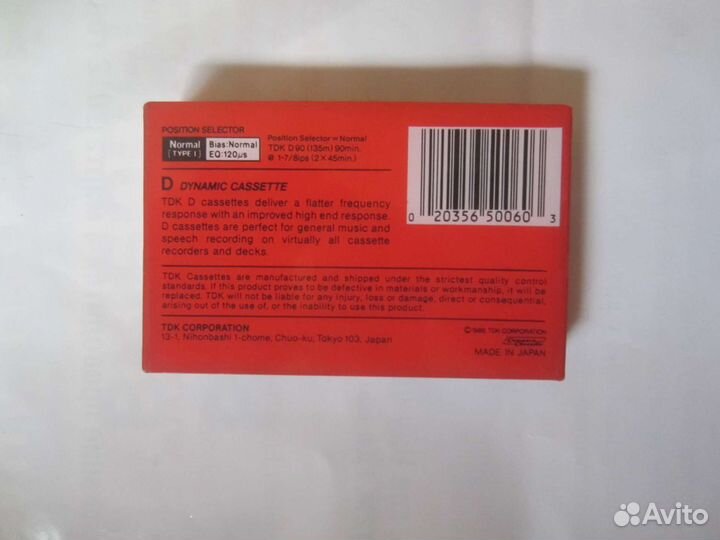 POSITION SELECTOR
Normal
[TYPE I]
Bias:Normal
EQ:120μs
Position Selector = Normal
TDK D90 (135m) 90min.
@ 1-7/8ips (2 × 45min.)
D DYNAMIC CASSETTE
TDK D cassettes deliver a flatter frequency
response with an improved high end response.
D cassettes are perfect for general music and
speech recording on virtually all cassette
recorders and decks.
0 20356 50060 3
TDK Cassettes are manufactured and shipped under the strictest quality control
standards. If this product proves to be defective in materials or workmanship, it will be
replaced. TDK will not be liable for any injury, loss or damage, direct or consequential,
arising out of the use of, or the inability to use this product.
TDK CORPORATION
13-1, Nihonbashi 1-chome, Chuo-ku, Tokyo 103, Japan
TDK CORPORATION
MADE IN JAPAN
Avito